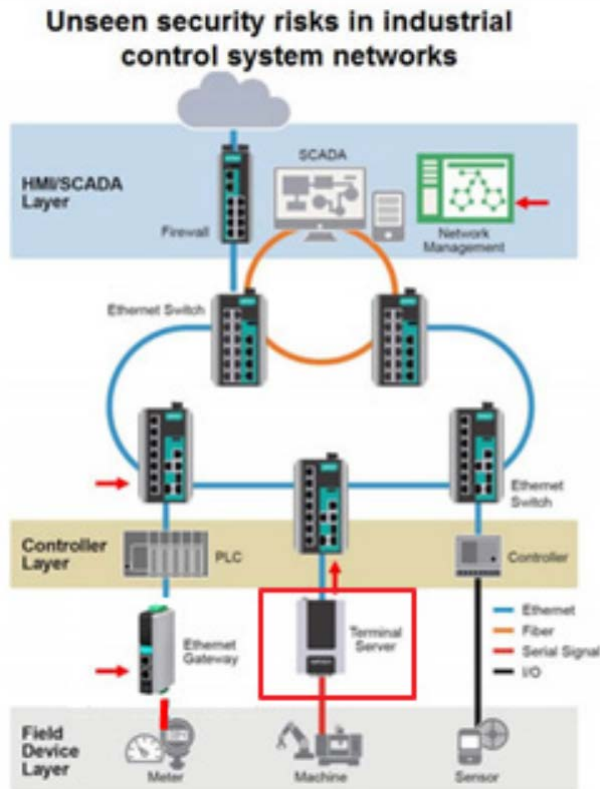 Unseen security risks in industrial
control system networks
HMI/SCADA
Layer
SCADA
Firewall
Network
Management
Ethernet Switch
Ethernet
Switch
Controller
Layer
PLC
Controller
Ethernet
Gateway
Terminal
Server
Ethernet
Fiber
Serial Signal
I/O
Field
Device
Layer
Meter
Machine
Sensor